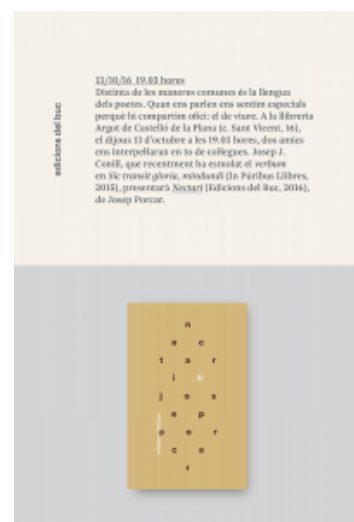 edicions del buc
13/10/16 19.03 hores
Distinta de les maneres comunes és la llengua
dels poetes. Quan ens parlen ens sentim especials
perquè hi compartim ofici: el de viure. A la llibreria
Argot de Castelló de la Plana (c. Sant Vicent, 16),
el dijous 13 d'octubre a les 19.03 hores, dos amics
ens interpel·laran en to de col·legues. Josep J.
Conill, que recentment ha esmolat el verbum
en Sic transit gloria, mindundi (In Púribus Llibres,
2015), presentarà Nectari (Edicions del Buc, 2016),
de Josep Porcar.
n
e c
t a r
i o
j o s
e p
p o r
c a
r